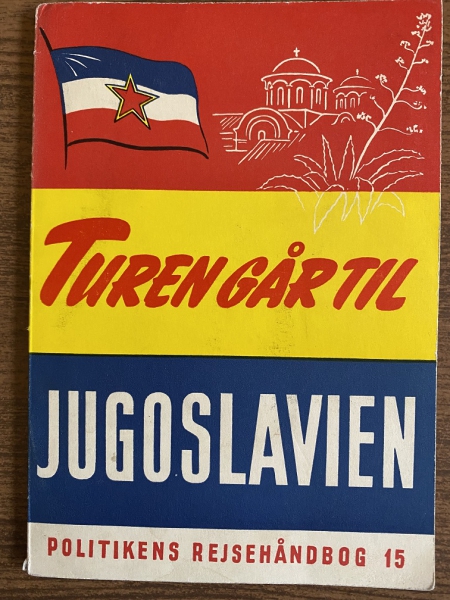 TUREN GÅR TIL
JUGOSLAVIEN
POLITIKENS REJSEHÅNDBOG 15